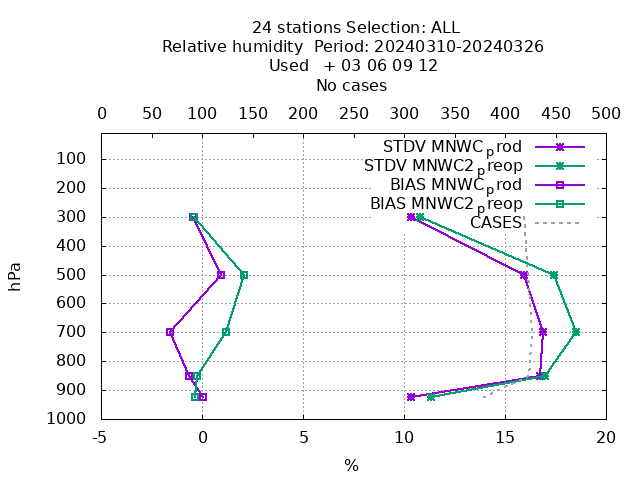 24 stations Selection: ALL
Relative humidity  Period: 20240310-20240326
Used   + 03 06 09 12
No cases
0 50 100 150 200 250 300 350 400 450 500
STDV MNWC_prod
STDV MNWC2_preop
BIAS MNWC_prod
BIAS MNWC2_preop
CASES
100
200
300
400
500
600
700
800
900
1000
hPa
-5 0 5 10 15 20
%